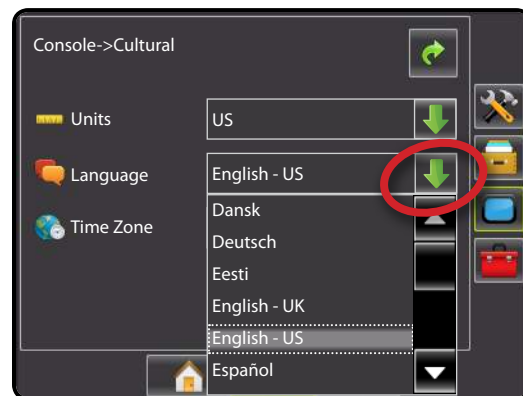 Console->Cultural
Units
US
Language
English - US
Time Zone
Dansk
Deutsch
Eesti
English - UK
English - US
Español